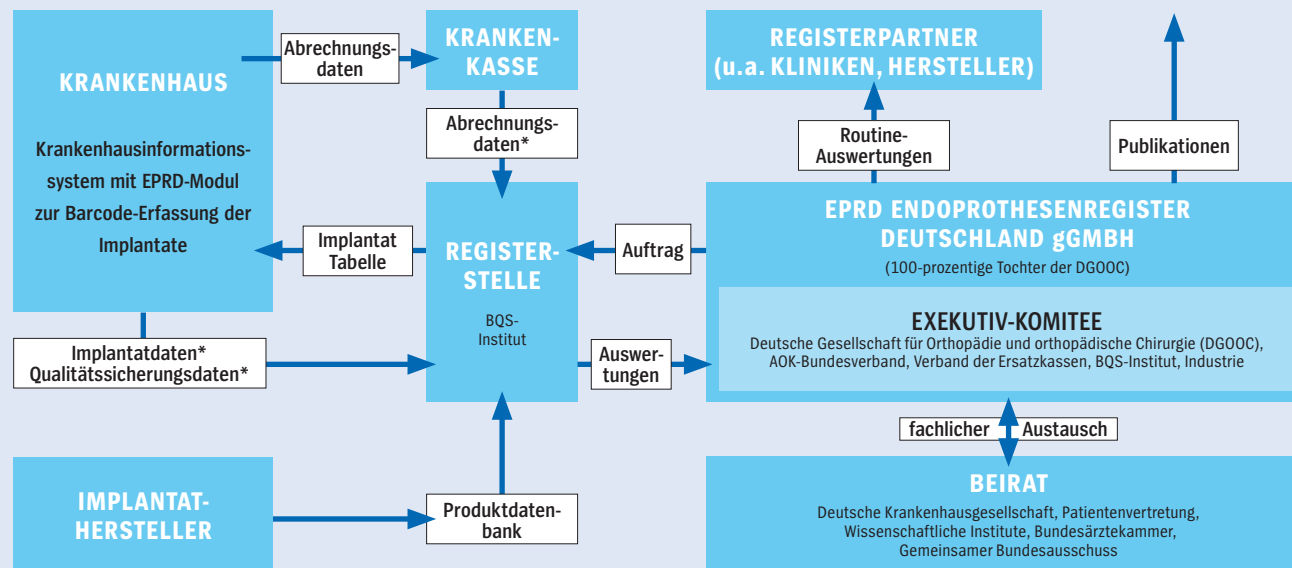 KRANKENHAUS
Krankenhausinformations-
system mit EPRD-Modul
zur Barcode-Erfassung der
Implantate
Abrechnungs-
daten
KRANKEN-
KASSE
Abrechnungs-
daten*
Implantat
Tabelle
REGISTER-
STELLE
BQS-
Institut
Implantatdaten*
Qualitätssicherungsdaten*
IMPLANTAT-
HERSTELLER
Produktdaten-
bank
Auftrag
Auswer-
tungen
REGISTERPARTNER
(u.a. KLINIKEN, HERSTELLER)
Routine-
Auswertungen
Publikationen
EPRD ENDOPROTHESENREGISTER
DEUTSCHLAND gGMBH
(100-prozentige Tochter der DGOOC)
EXEKUTIV-KOMITEE
Deutsche Gesellschaft für Orthopädie und orthopädische Chirurgie (DGOOC),
AOK-Bundesverband, Verband der Ersatzkassen, BQS-Institut, Industrie
fachlicher Austausch
BEIRAT
Deutsche Krankenhausgesellschaft, Patientenvertretung,
Wissenschaftliche Institute, Bundesärztekammer,
Gemeinsamer Bundesausschuss